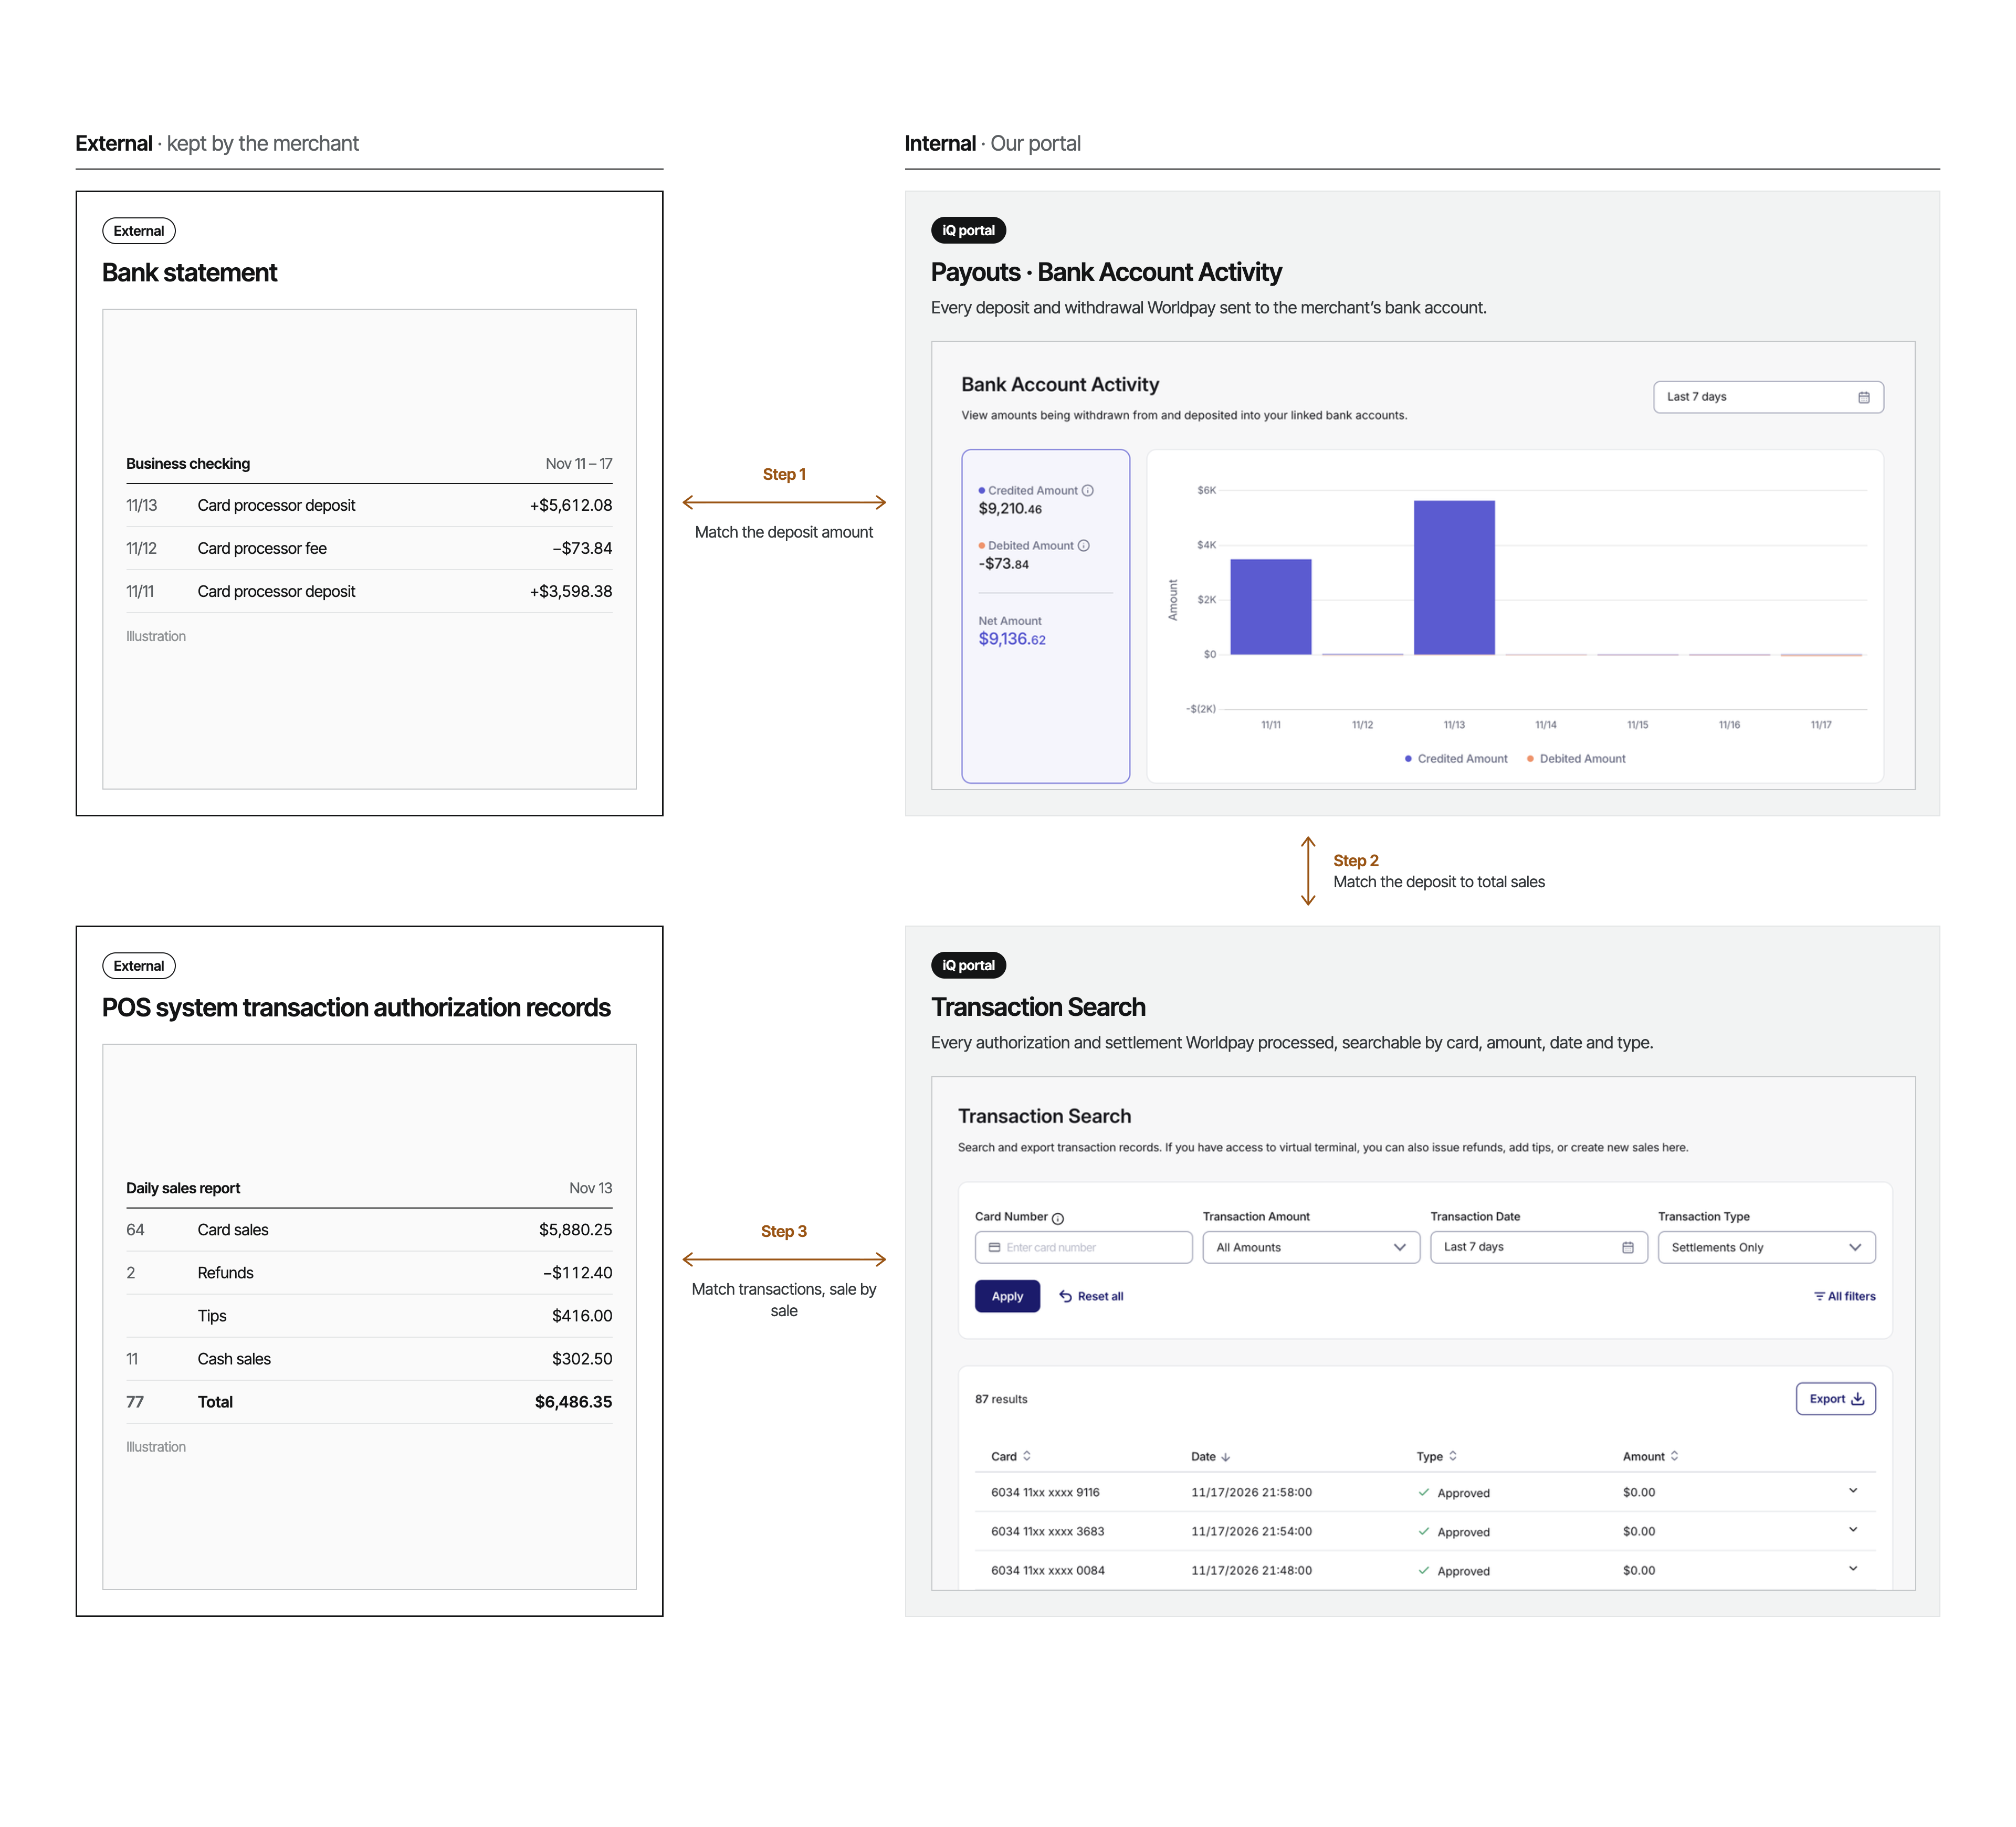 External · kept by the merchant
Internal · Our portal
External
Bank statement
Business checking Nov 11 – 17
11/13 Card processor deposit +$5,612.08
11/12 Card processor fee –$73.84
11/11 Card processor deposit +$3,598.38
Illustration
Step 1
Match the deposit amount
iQ portal
Payouts · Bank Account Activity
Every deposit and withdrawal Worldpay sent to the merchant’s bank account.
Bank Account Activity
View amounts being withdrawn from and deposited into your linked bank accounts.
Last 7 days
Credited Amount
$9,210.46
Debited Amount
-$73.84
Net Amount
$9,136.62
Amount
$6K
$4K
$2K
$0
-$(2K)
11/11 11/12 11/13 11/14 11/15 11/16 11/17
Credited Amount Debited Amount
Step 2
Match the deposit to total sales
External
POS system transaction authorization records
Daily sales report Nov 13
64 Card sales $5,880.25
2 Refunds –$112.40
Tips $416.00
11 Cash sales $302.50
77 Total $6,486.35
Illustration
Step 3
Match transactions, sale by
sale
iQ portal
Transaction Search
Every authorization and settlement Worldpay processed, searchable by card, amount, date and type.
Transaction Search
Search and export transaction records. If you have access to virtual terminal, you can also issue refunds, add tips, or create new sales here.
Card Number Transaction Amount Transaction Date Transaction Type
Enter card number All Amounts Last 7 days Settlements Only
Apply Reset all All filters
87 results Export
Card Date Type Amount
6034 11xx xxxx 9116 11/17/2026 21:58:00 Approved $0.00
6034 11xx xxxx 3683 11/17/2026 21:54:00 Approved $0.00
6034 11xx xxxx 0084 11/17/2026 21:48:00 Approved $0.00